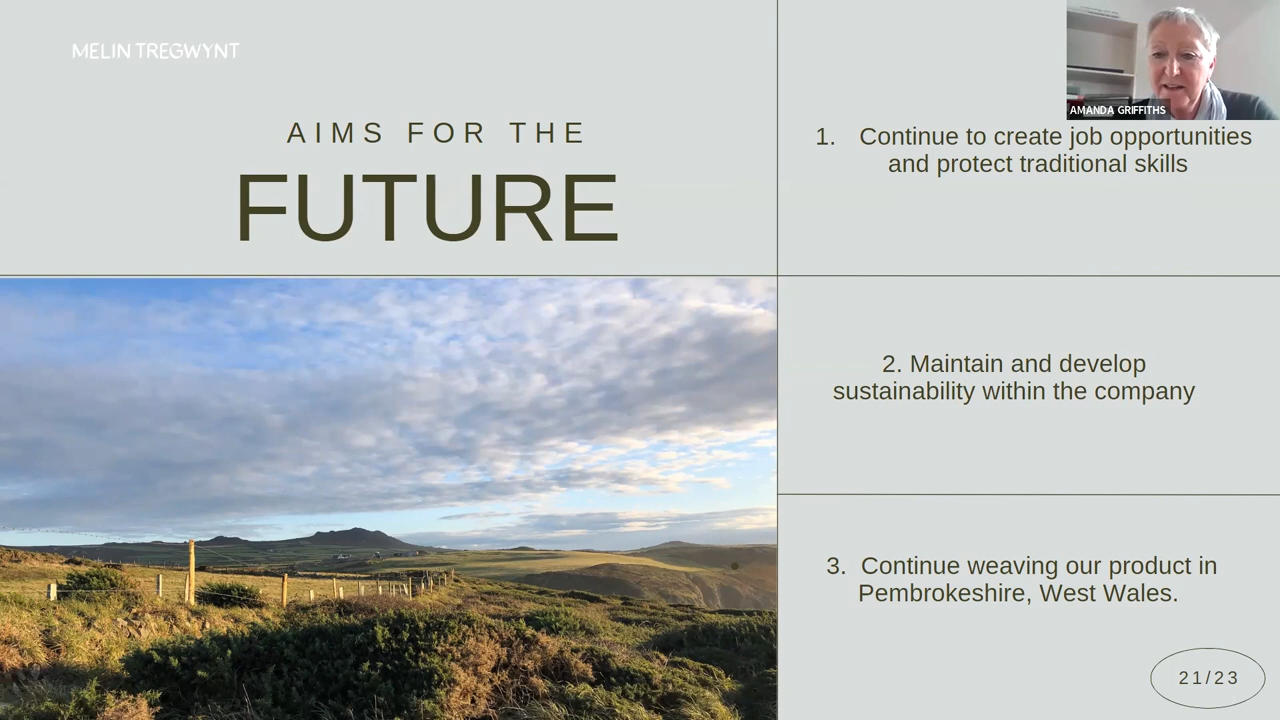 MELIN TREGWYNT
AIMS FOR THE
FUTURE
AMANDA GRIFFITHS
1. Continue to create job opportunities
and protect traditional skills
2. Maintain and develop
sustainability within the company
3. Continue weaving our product in
Pembrokeshire, West Wales.
21/23